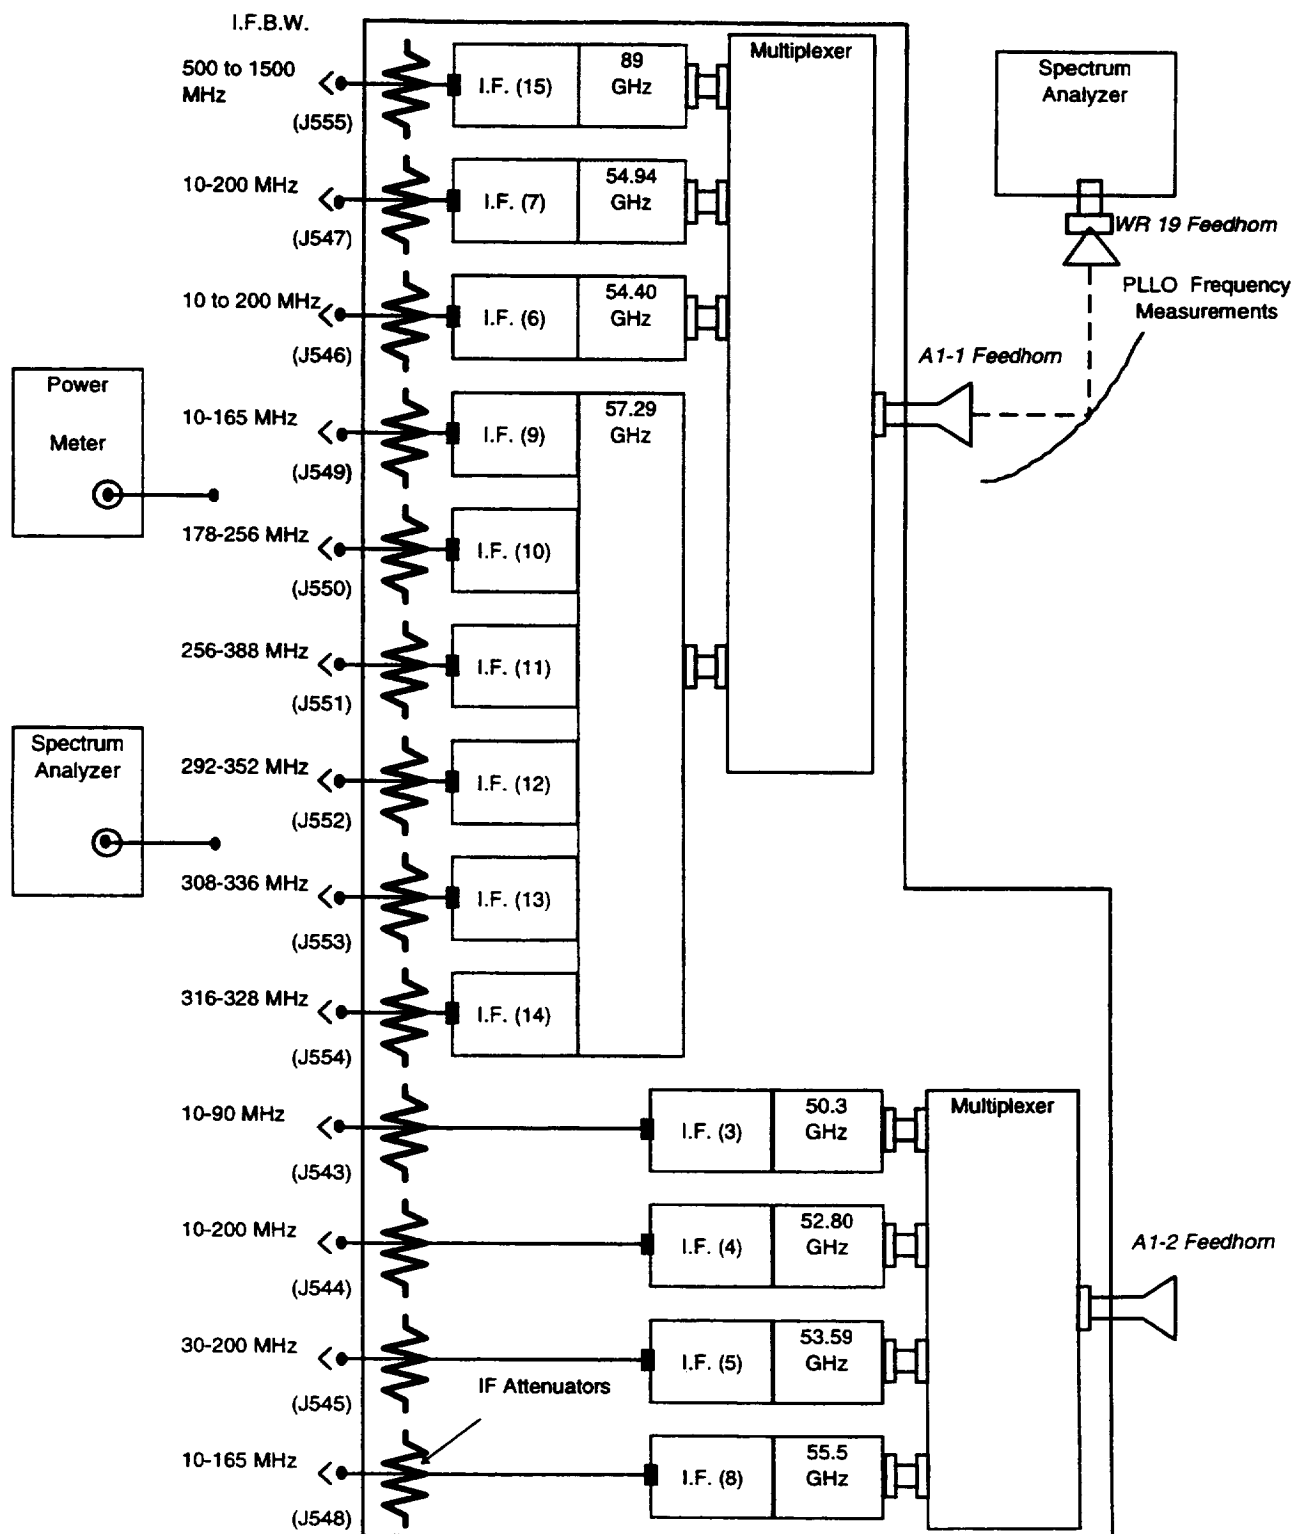 I.F.B.W.
500 to 1500
MHz
(J555)
I.F. (15)
89
GHz
Multiplexer
Spectrum
Analyzer
10-200 MHz
(J547)
I.F. (7)
54.94
GHz
WR 19 Feedhorn
PLLO Frequency
Measurements
10 to 200 MHz
(J546)
I.F. (6)
54.40
GHz
A1-1 Feedhorn
Power
Meter
10-165 MHz
(J549)
I.F. (9)
57.29
GHz
178-256 MHz
(J550)
I.F. (10)
256-388 MHz
(J551)
I.F. (11)
Spectrum
Analyzer
292-352 MHz
(J552)
I.F. (12)
308-336 MHz
(J553)
I.F. (13)
316-328 MHz
(J554)
I.F. (14)
10-90 MHz
(J543)
I.F. (3)
50.3
GHz
Multiplexer
10-200 MHz
(J544)
I.F. (4)
52.80
GHz
A1-2 Feedhorn
30-200 MHz
(J545)
I.F. (5)
53.59
GHz
IF Attenuators
10-165 MHz
(J548)
I.F. (8)
55.5
GHz